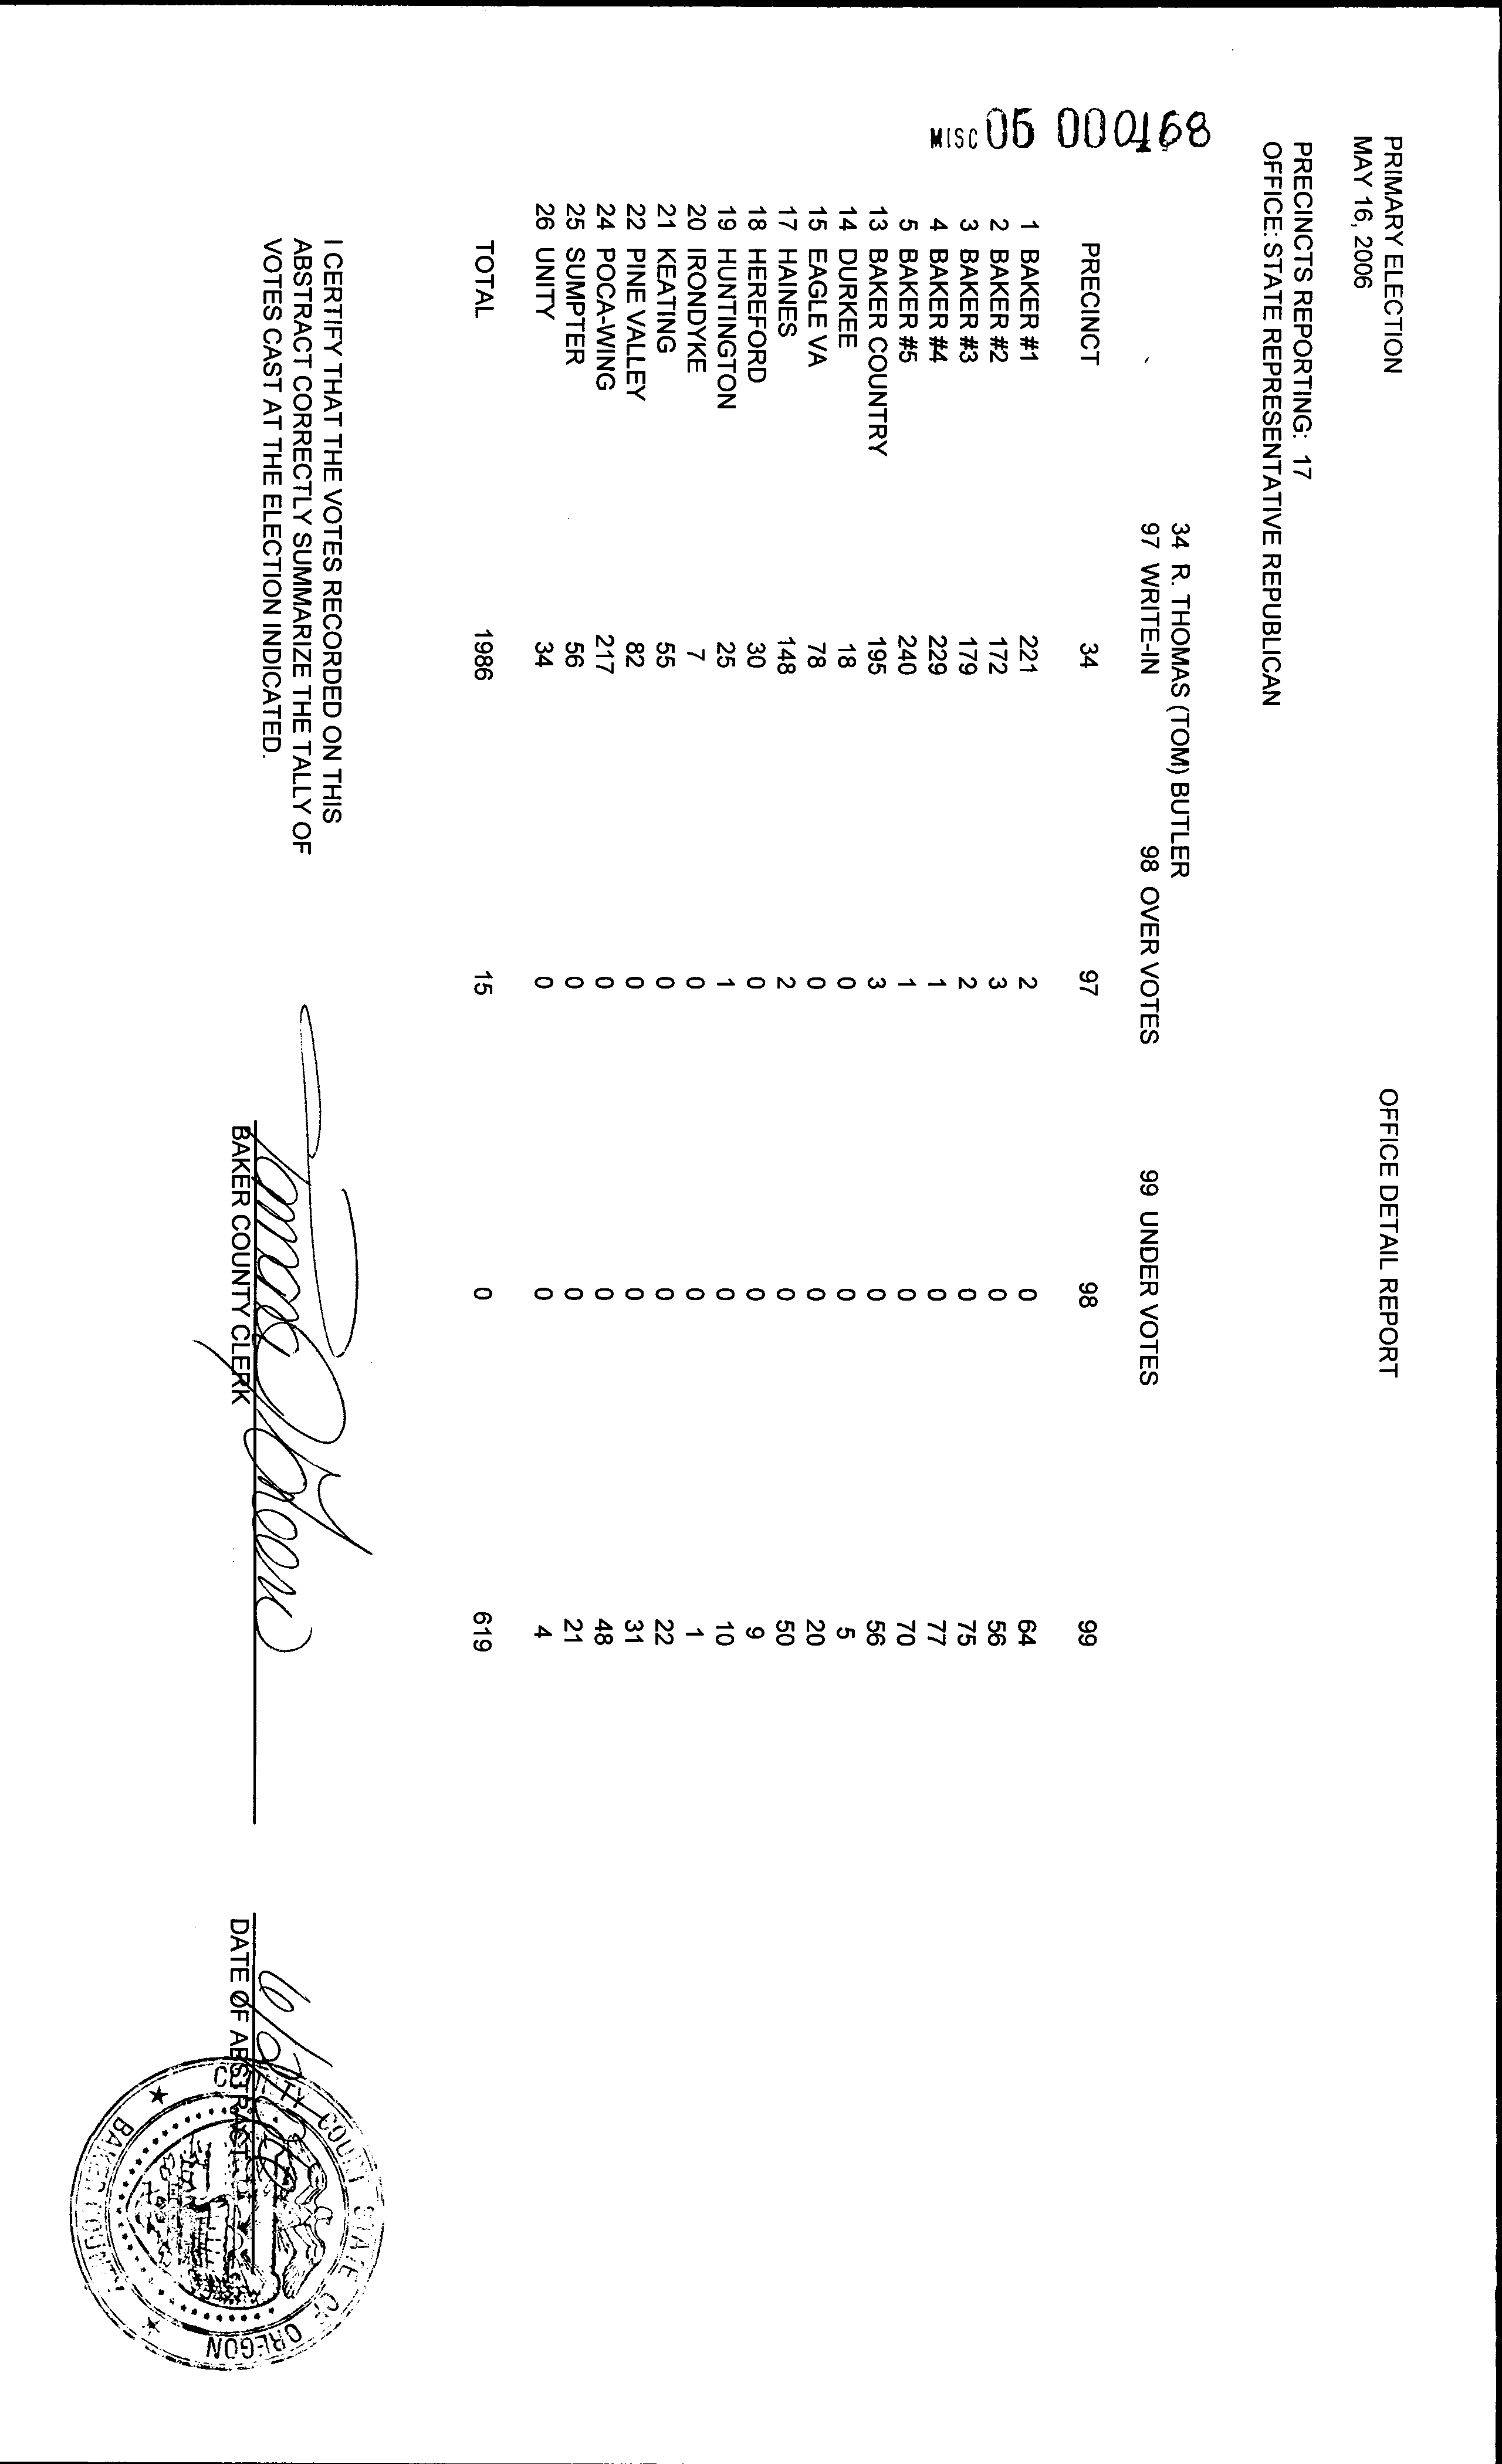 PRIMARY ELECTION OFFICE DETAIL REPORT
MAY 16, 2006
PRECINCTS REPORTING: 17
OFFICE: STATE REPRESENTATIVE REPUBLICAN
MISC 05 000168
34 R. THOMAS (TOM) BUTLER
97 WRITE-IN 98 OVER VOTES 99 UNDER VOTES
PRECINCT 34 97 98 99
1 BAKER #1 221 2 0 64
2 BAKER #2 172 3 0 56
3 BAKER #3 179 2 0 75
4 BAKER #4 229 1 0 77
5 BAKER #5 240 1 0 70
13 BAKER COUNTRY 195 3 0 56
14 DURKEE 18 0 0 5
15 EAGLE VA 78 0 0 20
17 HAINES 148 2 0 50
18 HEREFORD 30 0 0 9
19 HUNTINGTON 25 1 0 10
20 IRONDYKE 7 0 0 1
21 KEATING 55 0 0 22
22 PINE VALLEY 82 0 0 31
24 POCA-WING 217 0 0 48
25 SUMPTER 56 0 0 21
26 UNITY 34 0 0 4
TOTAL 1986 15 0 619
I CERTIFY THAT THE VOTES RECORDED ON THIS
ABSTRACT CORRECTLY SUMMARIZE THE TALLY OF
VOTES CAST AT THE ELECTION INDICATED.
BAKER COUNTY CLERK
DATE OF ABSTRACT
COUNTY COURT STATE OF OREGON
BAKER COUNTY